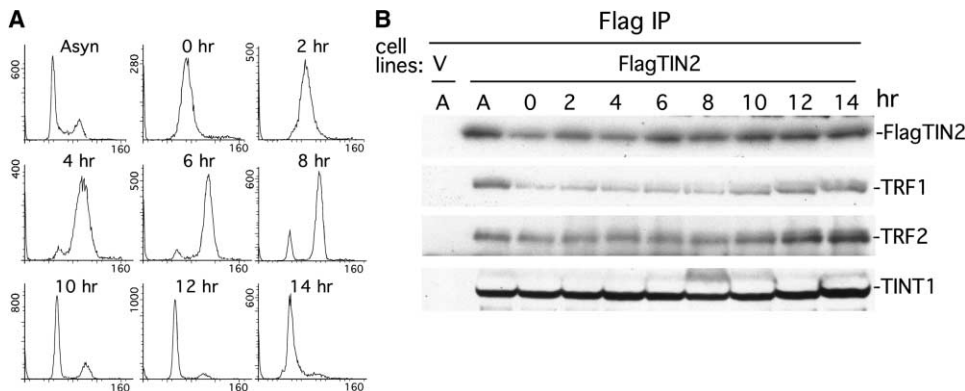 A
Asyn 0 hr 2 hr
600 280 500
160 160 160
4 hr 6 hr 8 hr
400 500 600
160 160 160
10 hr 12 hr 14 hr
800 1000 600
160 160 160
B
Flag IP
cell
lines: V FlagTIN2
A A 0 2 4 6 8 10 12 14 hr
-FlagTIN2
-TRF1
-TRF2
-TINT1